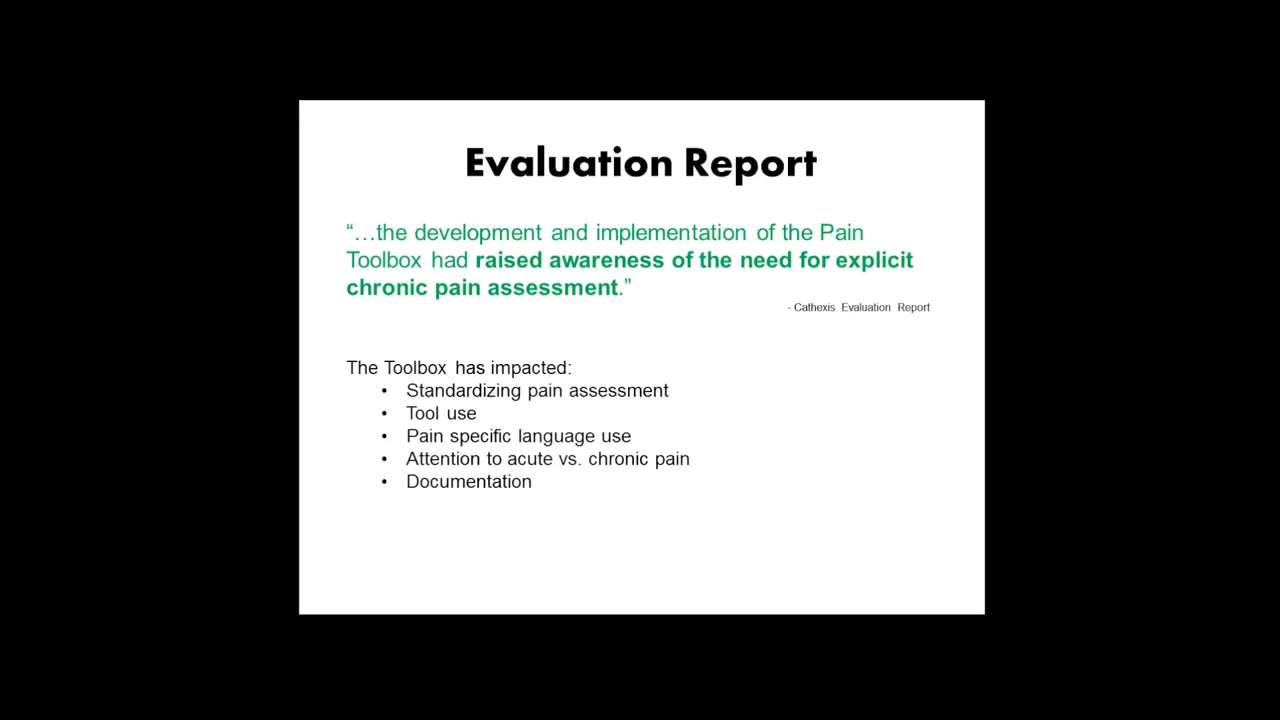 Evaluation Report
“…the development and implementation of the Pain
Toolbox had raised awareness of the need for explicit
chronic pain assessment.”
- Cathexis Evaluation Report
The Toolbox has impacted:
• Standardizing pain assessment
• Tool use
• Pain specific language use
• Attention to acute vs. chronic pain
• Documentation